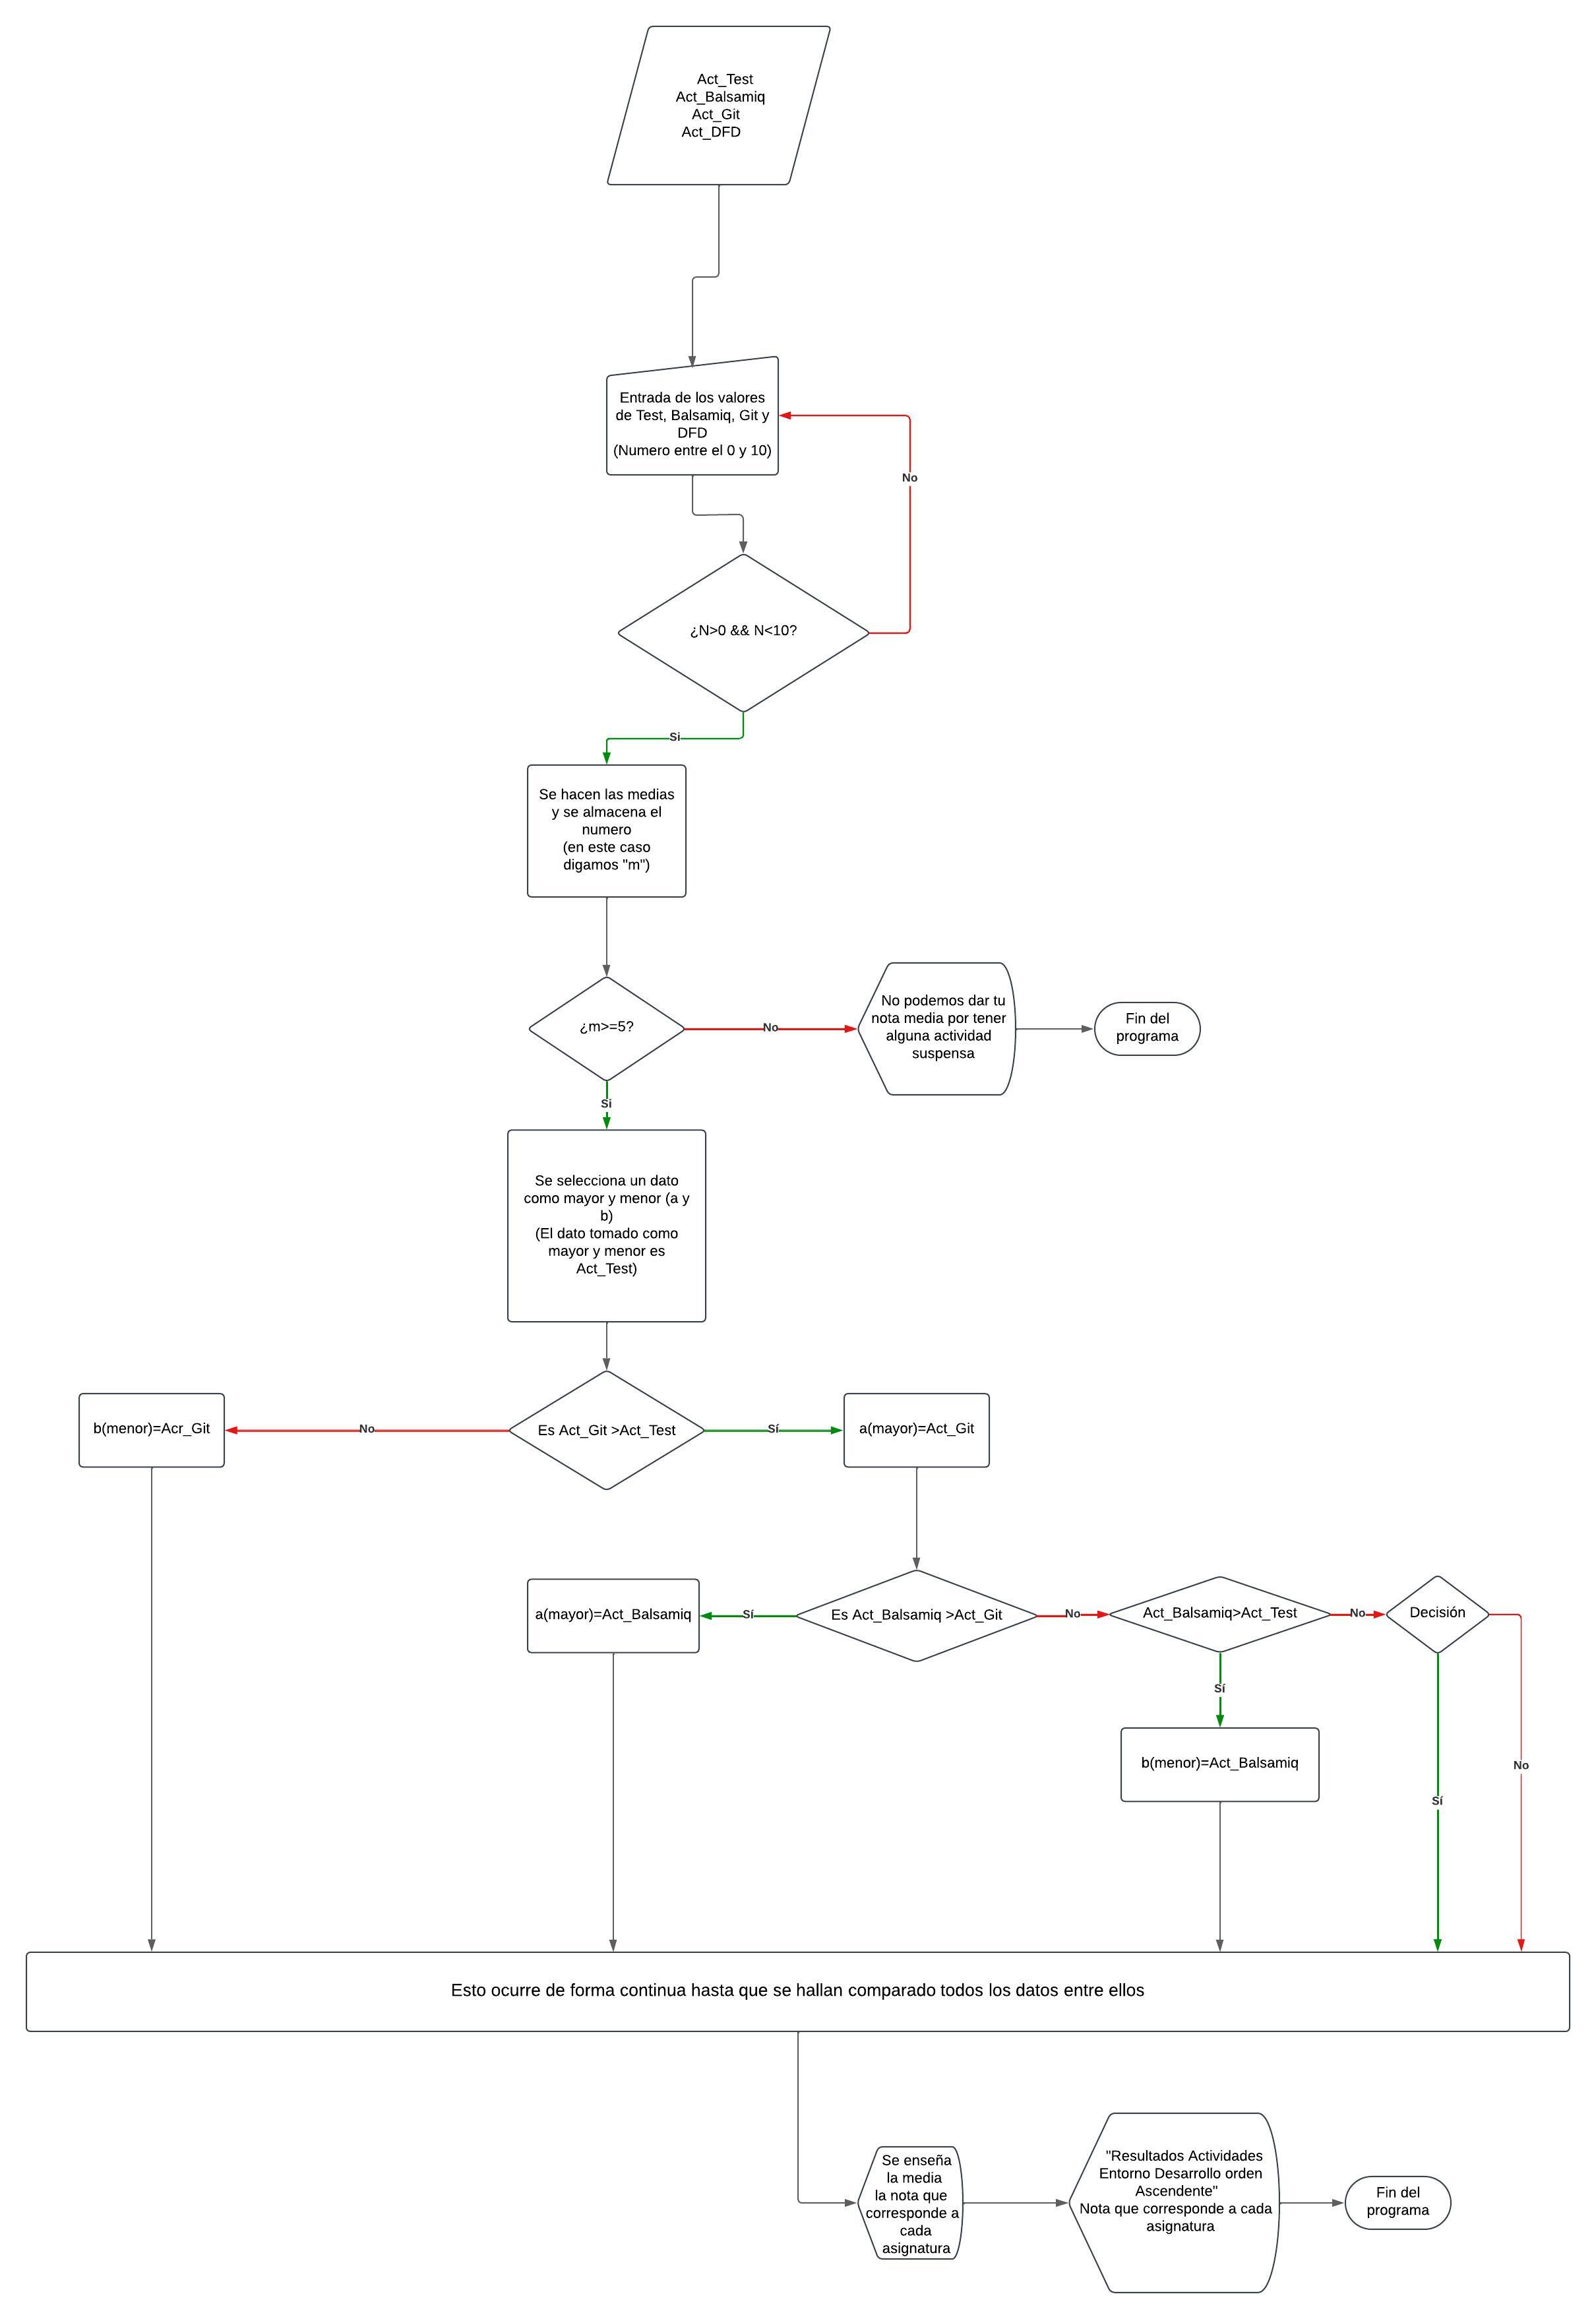 Act_Test
Act_Balsamiq
Act_Git
Act_DFD
Entrada de los valores
de Test, Balsamiq, Git y
DFD
(Numero entre el 0 y 10)
No
¿N>0 && N<10?
Si
Se hacen las medias
y se almacena el
numero
(en este caso
digamos "m")
¿m>=5?
No
No podemos dar tu
nota media por tener
alguna actividad
suspensa
Fin del
programa
Si
Se selecciona un dato
como mayor y menor (a y
b)
(El dato tomado como
mayor y menor es
Act_Test)
b(menor)=Acr_Git
No
Es Act_Git >Act_Test
Sí
a(mayor)=Act_Git
a(mayor)=Act_Balsamiq
Sí
Es Act_Balsamiq >Act_Git
No
Act_Balsamiq>Act_Test
No
Decisión
Sí
b(menor)=Act_Balsamiq
No
Sí
Esto ocurre de forma continua hasta que se hallan comparado todos los datos entre ellos
Se enseña
la media
la nota que
corresponde a
cada
asignatura
"Resultados Actividades
Entorno Desarrollo orden
Ascendente"
Nota que corresponde a cada
asignatura
Fin del
programa